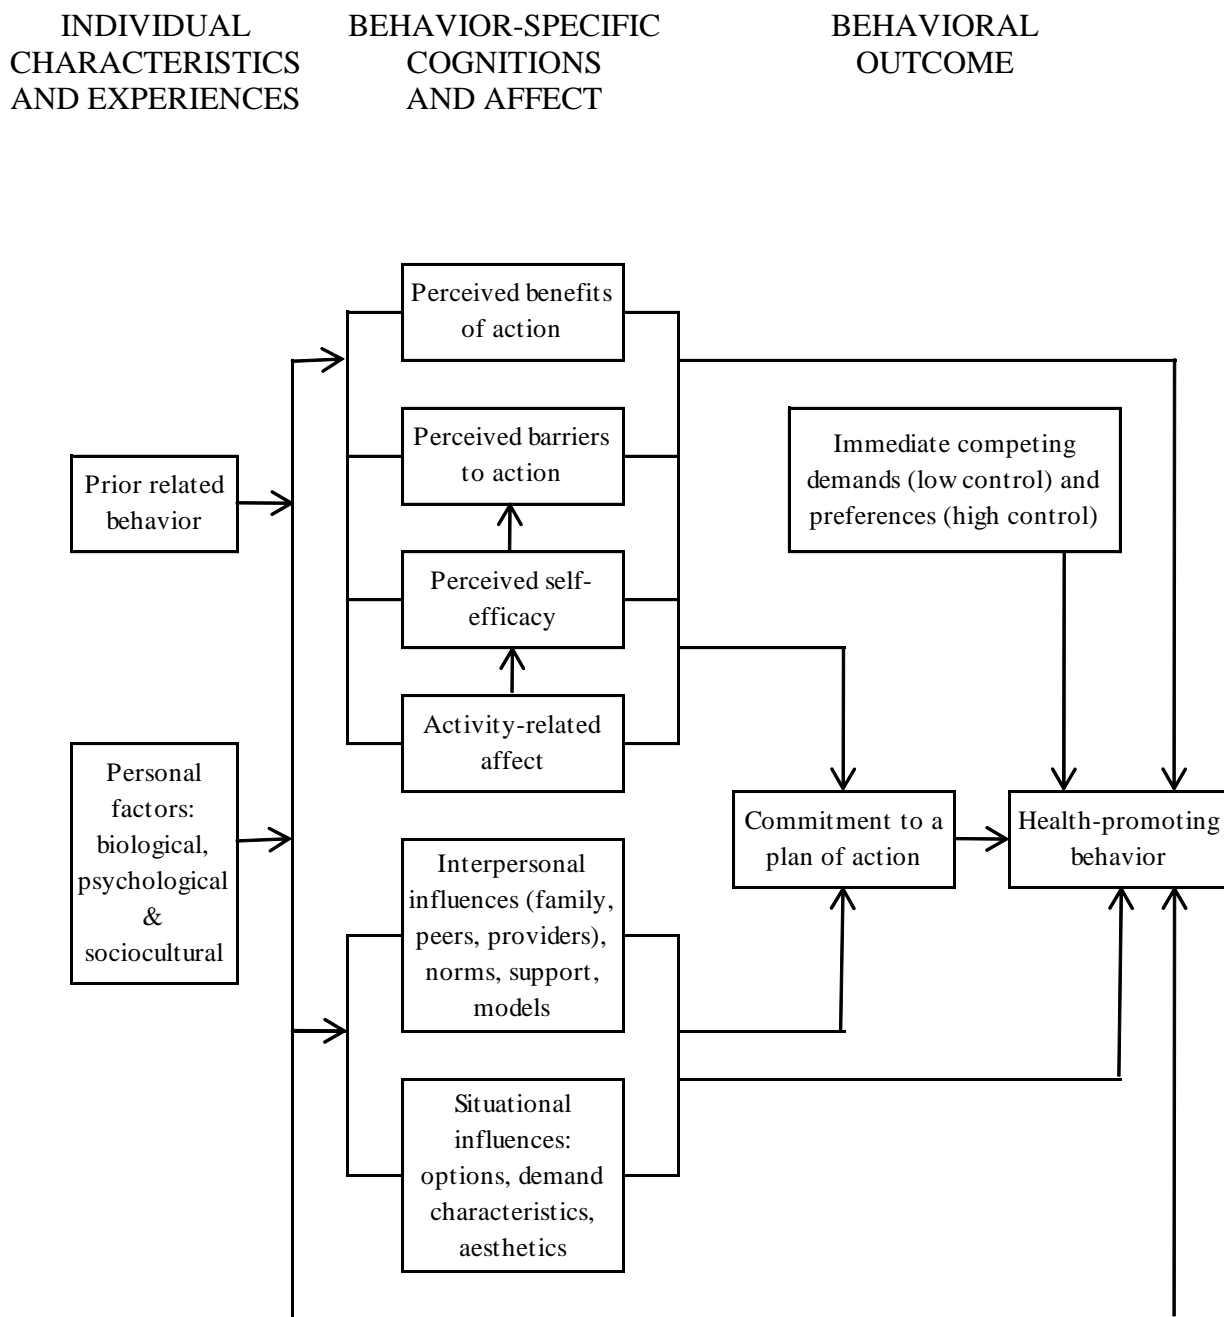 INDIVIDUAL
CHARACTERISTICS
AND EXPERIENCES
BEHAVIOR-SPECIFIC
COGNITIONS
AND AFFECT
BEHAVIORAL
OUTCOME
Perceived benefits
of action
Perceived barriers
to action
Immediate competing
demands (low control) and
preferences (high control)
Prior related
behavior
Perceived self-
efficacy
Activity-related
affect
Personal
factors:
biological,
psychological
&
sociocultural
Commitment to a
plan of action
Health-promoting
behavior
Interpersonal
influences (family,
peers, providers),
norms, support,
models
Situational
influences:
options, demand
characteristics,
aesthetics